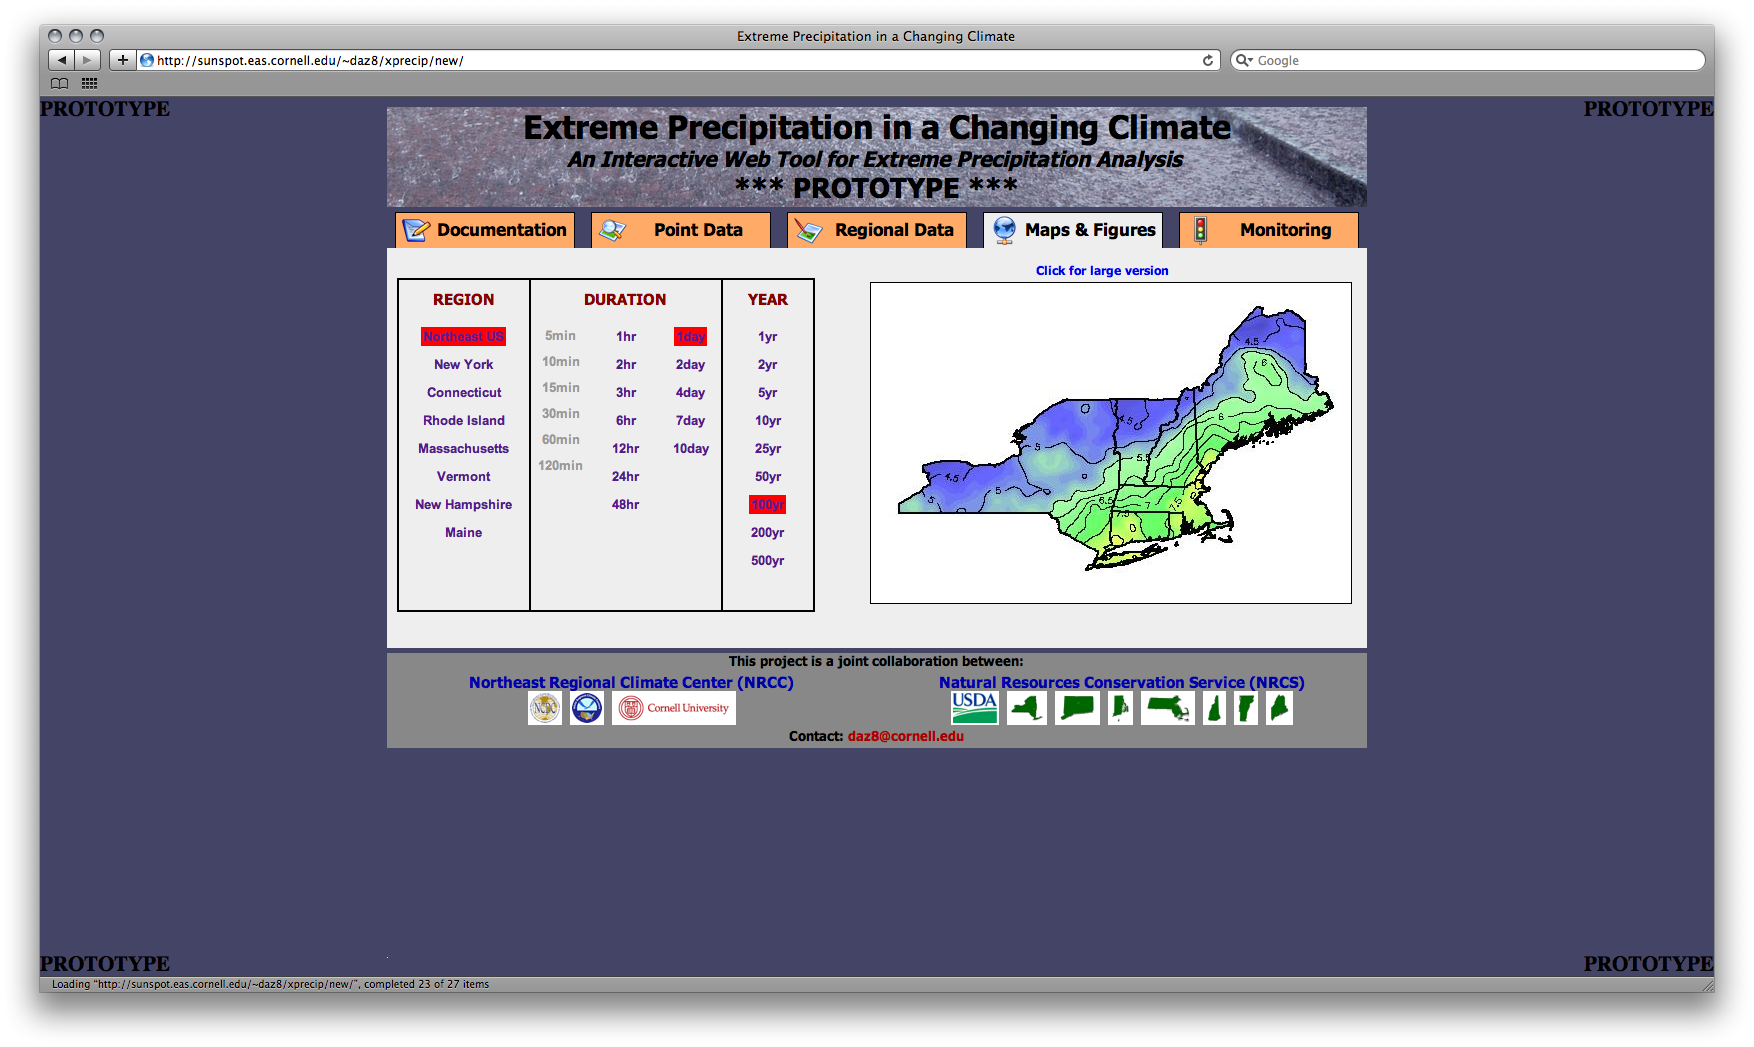 Extreme Precipitation in a Changing Climate
http://sunspot.eas.cornell.edu/~daz8/xprecip/new/
Google
PROTOTYPE
PROTOTYPE
Extreme Precipitation in a Changing Climate
An Interactive Web Tool for Extreme Precipitation Analysis
*** PROTOTYPE ***
Documentation
Point Data
Regional Data
Maps & Figures
Monitoring
Click for large version
REGION
Northeast US
New York
Connecticut
Rhode Island
Massachusetts
Vermont
New Hampshire
Maine
DURATION
5min
10min
15min
30min
60min
120min
1hr
2hr
3hr
6hr
12hr
24hr
48hr
1day
2day
4day
7day
10day
YEAR
1yr
2yr
5yr
10yr
25yr
50yr
100yr
200yr
500yr
4.5
6
6
4.5
5
5.5
4.5
5
5
6.5
7
7.5
This project is a joint collaboration between:
Northeast Regional Climate Center (NRCC)
Natural Resources Conservation Service (NRCS)
NCDC
Cornell University
USDA
Contact: daz8@cornell.edu
PROTOTYPE
PROTOTYPE
Loading "http://sunspot.eas.cornell.edu/~daz8/xprecip/new/", completed 23 of 27 items